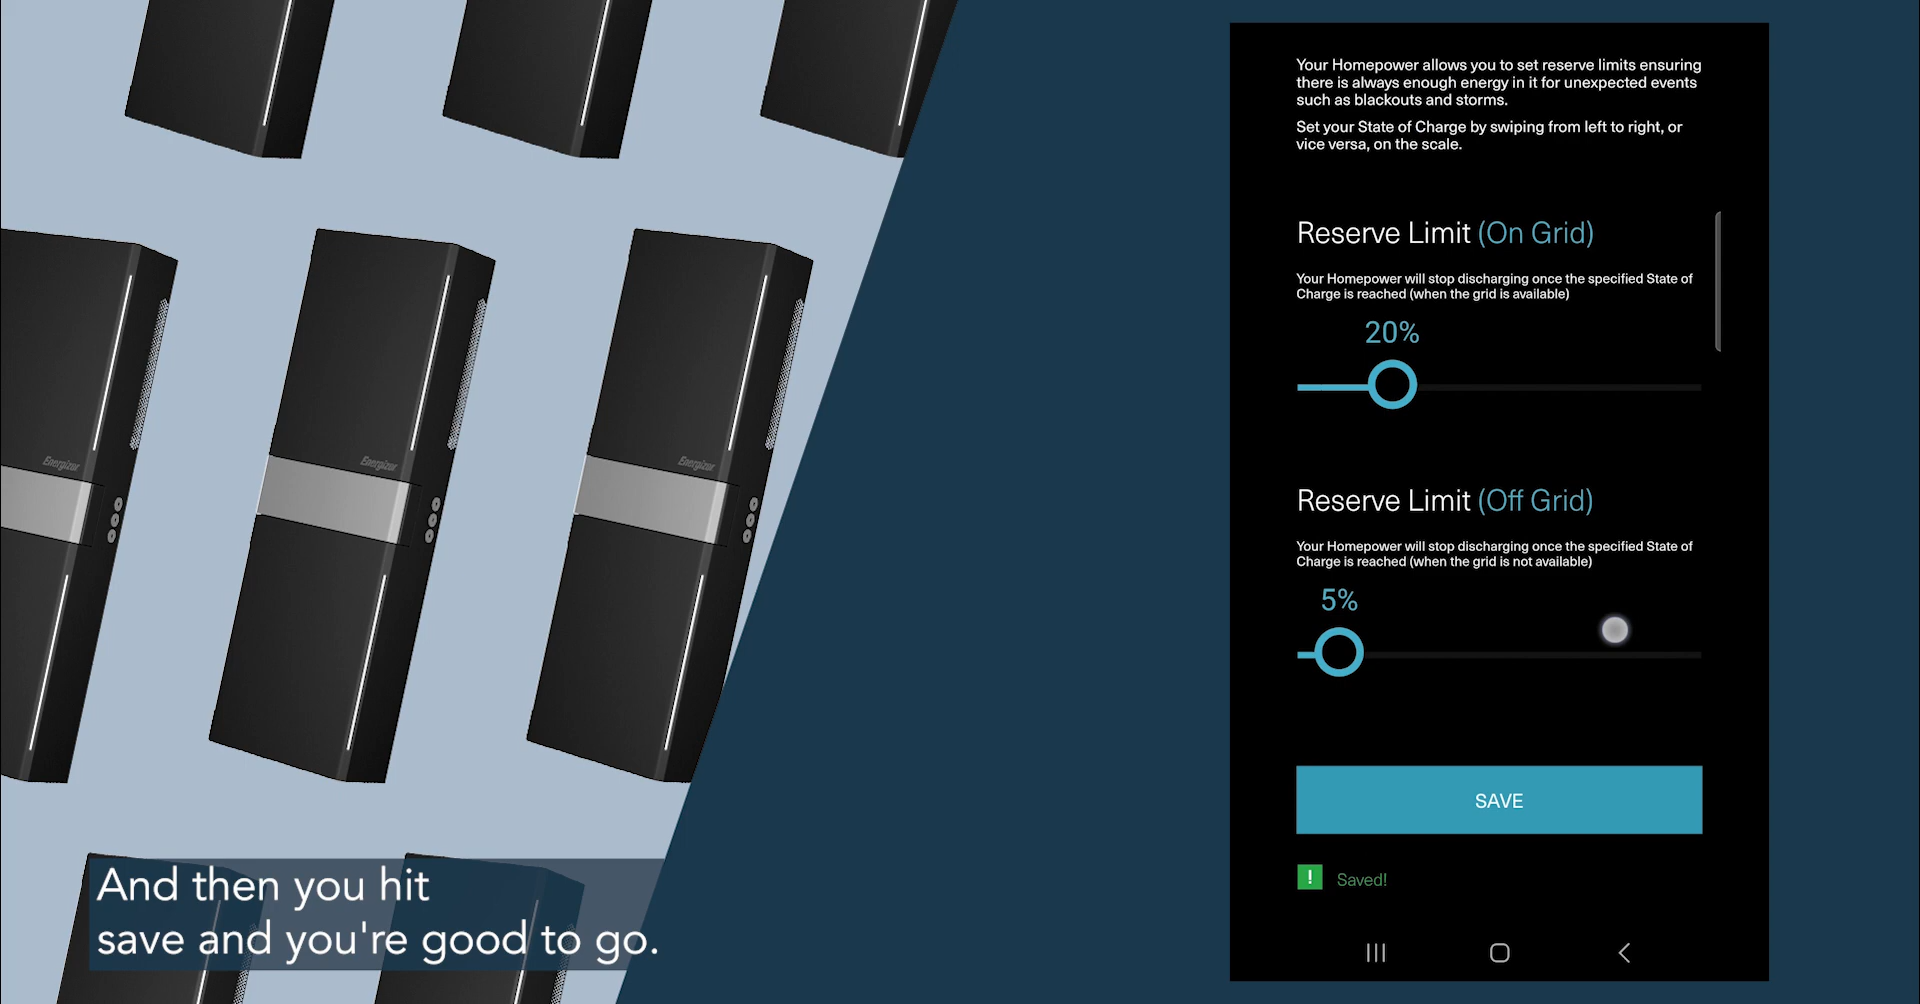 Energizer
Energizer
Energizer
And then you hit
save and you're good to go.
Your Homepower allows you to set reserve limits ensuring
there is always enough energy in it for unexpected events
such as blackouts and storms.
Set your State of Charge by swiping from left to right, or
vice versa, on the scale.
Reserve Limit (On Grid)
Your Homepower will stop discharging once the specified State of
Charge is reached (when the grid is available)
20%
Reserve Limit (Off Grid)
Your Homepower will stop discharging once the specified State of
Charge is reached (when the grid is not available)
5%
SAVE
! Saved!